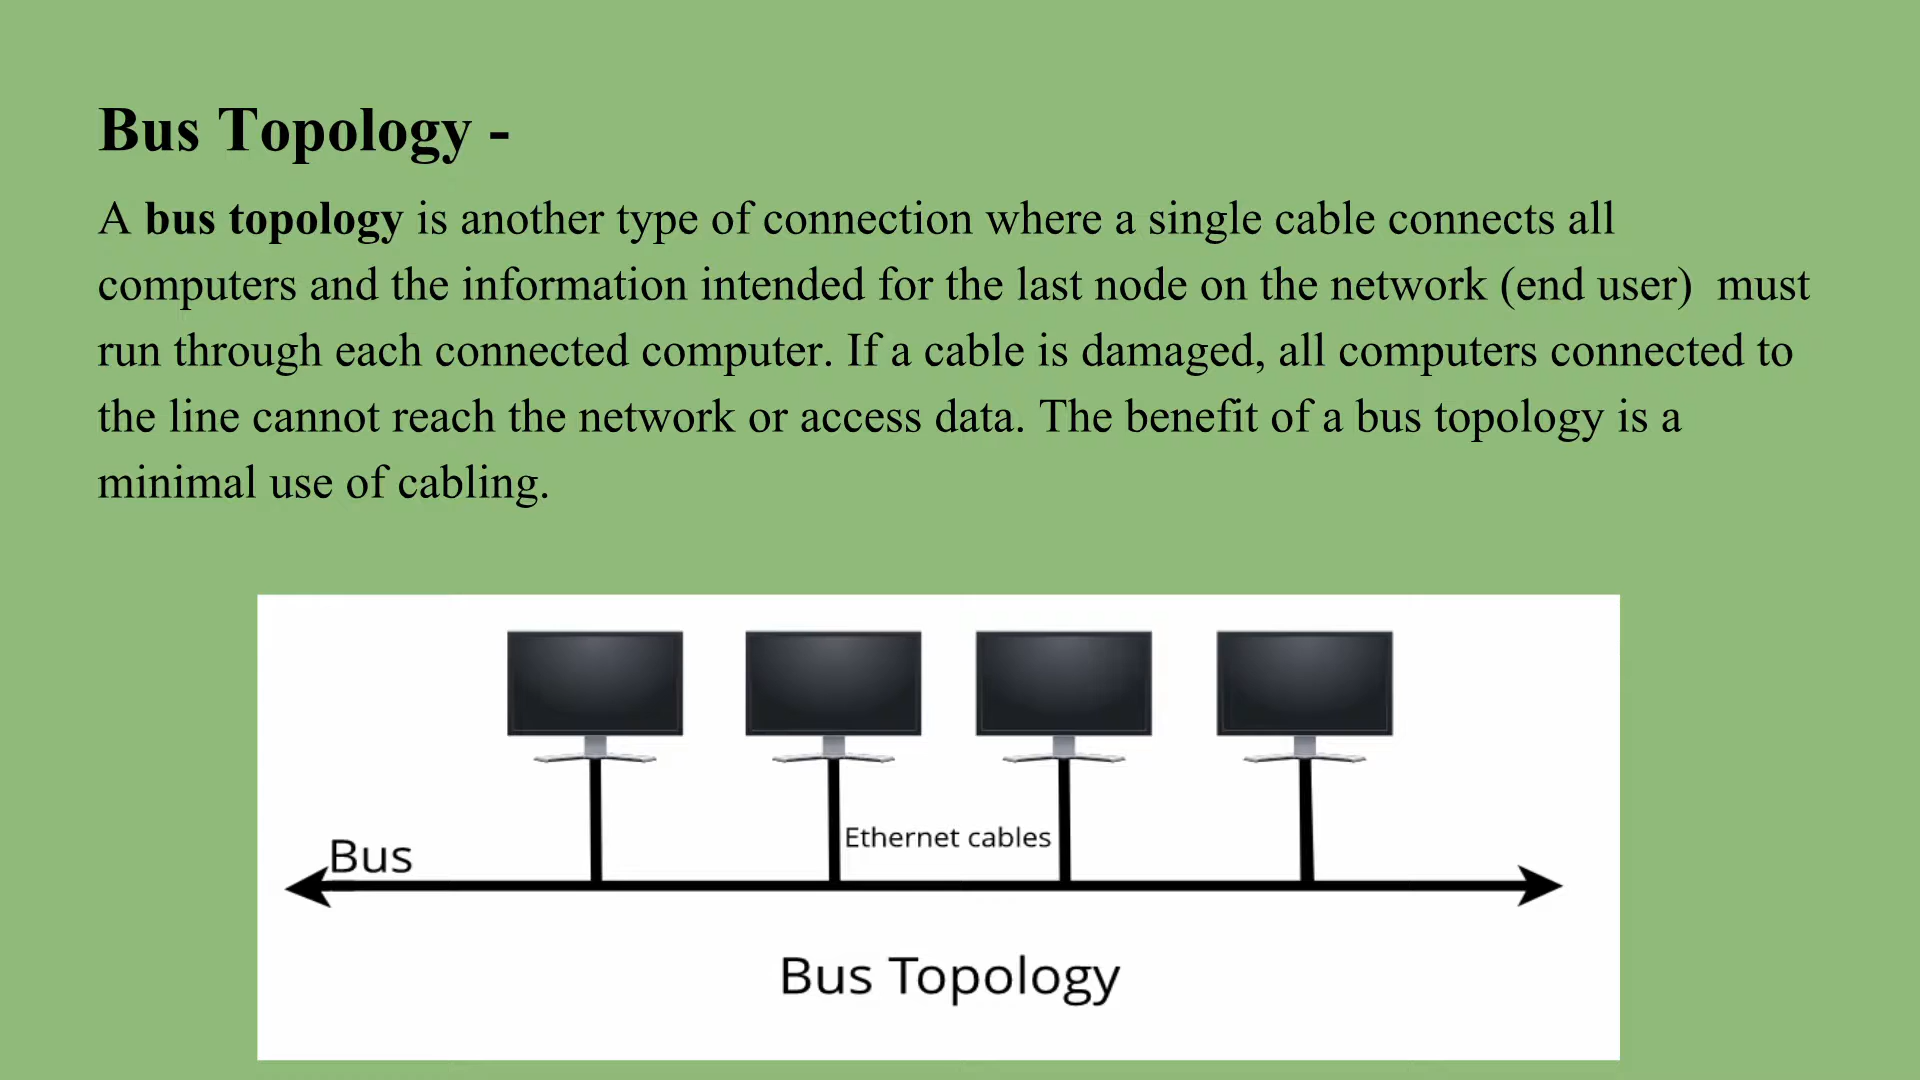 Bus Topology -
A bus topology is another type of connection where a single cable connects all
computers and the information intended for the last node on the network (end user)  must
run through each connected computer. If a cable is damaged, all computers connected to
the line cannot reach the network or access data. The benefit of a bus topology is a
minimal use of cabling.
Ethernet cables
Bus
Bus Topology